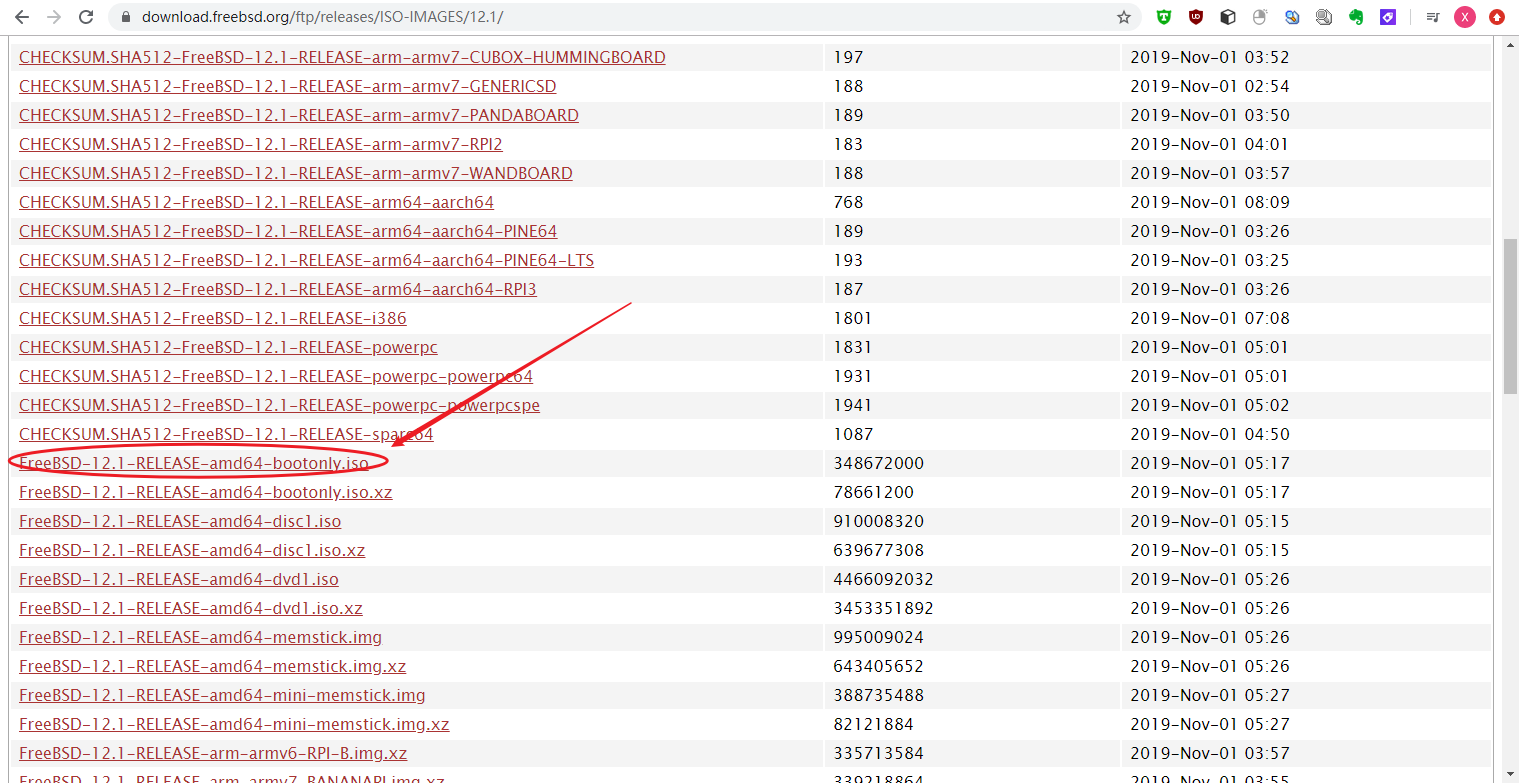 download.freebsd.org/ftp/releases/ISO-IMAGES/12.1/
X
CHECKSUM.SHA512-FreeBSD-12.1-RELEASE-arm-armv7-CUBOX-HUMMINGBOARD 197 2019-Nov-01 03:52
CHECKSUM.SHA512-FreeBSD-12.1-RELEASE-arm-armv7-GENERICSD 188 2019-Nov-01 02:54
CHECKSUM.SHA512-FreeBSD-12.1-RELEASE-arm-armv7-PANDABOARD 189 2019-Nov-01 03:50
CHECKSUM.SHA512-FreeBSD-12.1-RELEASE-arm-armv7-RPI2 183 2019-Nov-01 04:01
CHECKSUM.SHA512-FreeBSD-12.1-RELEASE-arm-armv7-WANDBOARD 188 2019-Nov-01 03:57
CHECKSUM.SHA512-FreeBSD-12.1-RELEASE-arm64-aarch64 768 2019-Nov-01 08:09
CHECKSUM.SHA512-FreeBSD-12.1-RELEASE-arm64-aarch64-PINE64 189 2019-Nov-01 03:26
CHECKSUM.SHA512-FreeBSD-12.1-RELEASE-arm64-aarch64-PINE64-LTS 193 2019-Nov-01 03:25
CHECKSUM.SHA512-FreeBSD-12.1-RELEASE-arm64-aarch64-RPI3 187 2019-Nov-01 03:26
CHECKSUM.SHA512-FreeBSD-12.1-RELEASE-i386 1801 2019-Nov-01 07:08
CHECKSUM.SHA512-FreeBSD-12.1-RELEASE-powerpc 1831 2019-Nov-01 05:01
CHECKSUM.SHA512-FreeBSD-12.1-RELEASE-powerpc-powerpc64 1931 2019-Nov-01 05:01
CHECKSUM.SHA512-FreeBSD-12.1-RELEASE-powerpc-powerpcspe 1941 2019-Nov-01 05:02
CHECKSUM.SHA512-FreeBSD-12.1-RELEASE-sparc64 1087 2019-Nov-01 04:50
FreeBSD-12.1-RELEASE-amd64-bootonly.iso 348672000 2019-Nov-01 05:17
FreeBSD-12.1-RELEASE-amd64-bootonly.iso.xz 78661200 2019-Nov-01 05:17
FreeBSD-12.1-RELEASE-amd64-disc1.iso 910008320 2019-Nov-01 05:15
FreeBSD-12.1-RELEASE-amd64-disc1.iso.xz 639677308 2019-Nov-01 05:15
FreeBSD-12.1-RELEASE-amd64-dvd1.iso 4466092032 2019-Nov-01 05:26
FreeBSD-12.1-RELEASE-amd64-dvd1.iso.xz 3453351892 2019-Nov-01 05:26
FreeBSD-12.1-RELEASE-amd64-memstick.img 995009024 2019-Nov-01 05:26
FreeBSD-12.1-RELEASE-amd64-memstick.img.xz 643405652 2019-Nov-01 05:26
FreeBSD-12.1-RELEASE-amd64-mini-memstick.img 388735488 2019-Nov-01 05:27
FreeBSD-12.1-RELEASE-amd64-mini-memstick.img.xz 82121884 2019-Nov-01 05:27
FreeBSD-12.1-RELEASE-arm-armv6-RPI-B.img.xz 335713584 2019-Nov-01 03:57
FreeBSD-12.1-RELEASE-arm-armv7-BANANAPI.img.xz 339218864 2019-Nov-01 03:55